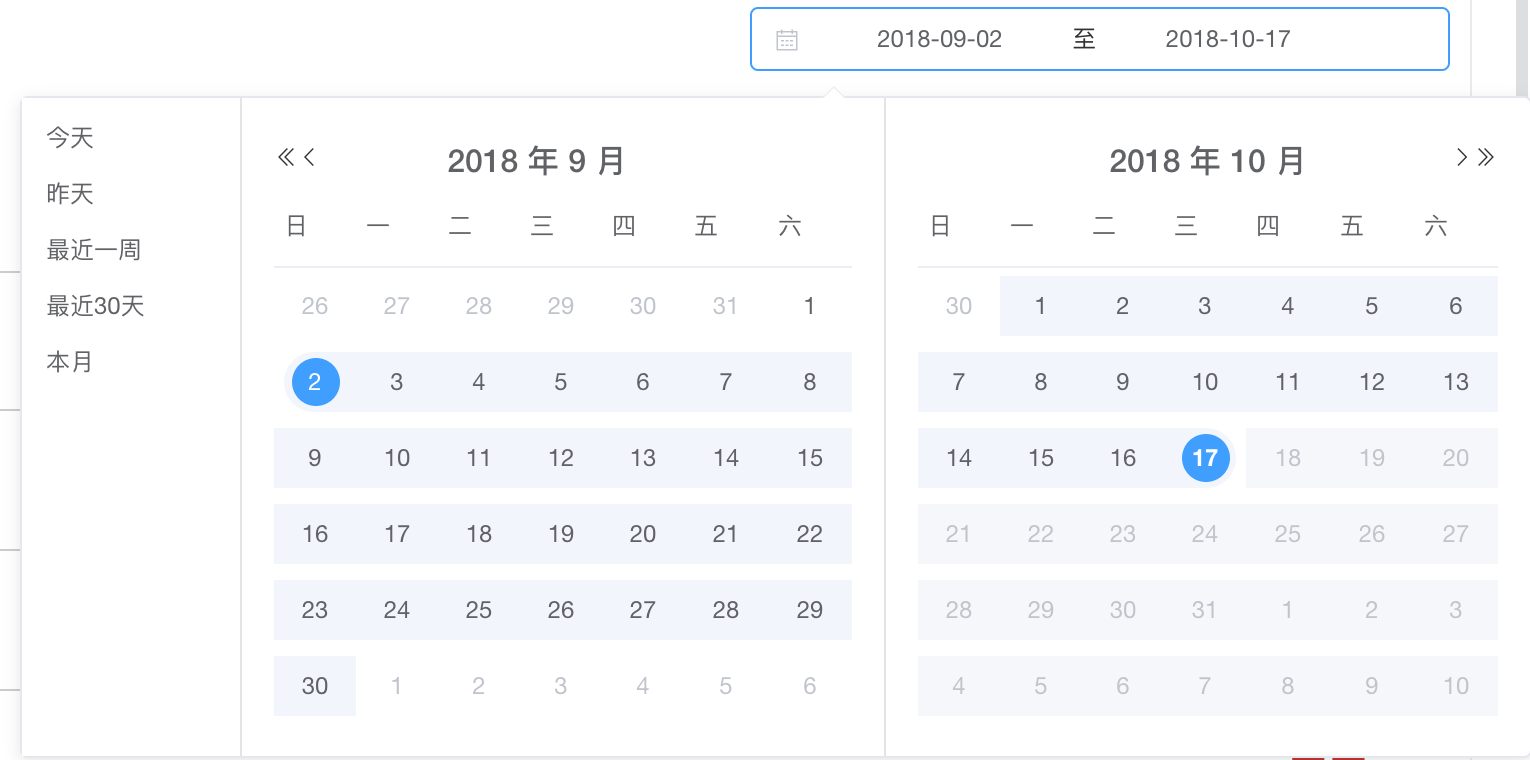 2018-09-02 至 2018-10-17
今天
昨天
最近一周
最近30天
本月
2018 年 9 月
日 一 二 三 四 五 六
26 27 28 29 30 31 1
2 3 4 5 6 7 8
9 10 11 12 13 14 15
16 17 18 19 20 21 22
23 24 25 26 27 28 29
30 1 2 3 4 5 6
2018 年 10 月
日 一 二 三 四 五 六
30 1 2 3 4 5 6
7 8 9 10 11 12 13
14 15 16 17 18 19 20
21 22 23 24 25 26 27
28 29 30 31 1 2 3
4 5 6 7 8 9 10